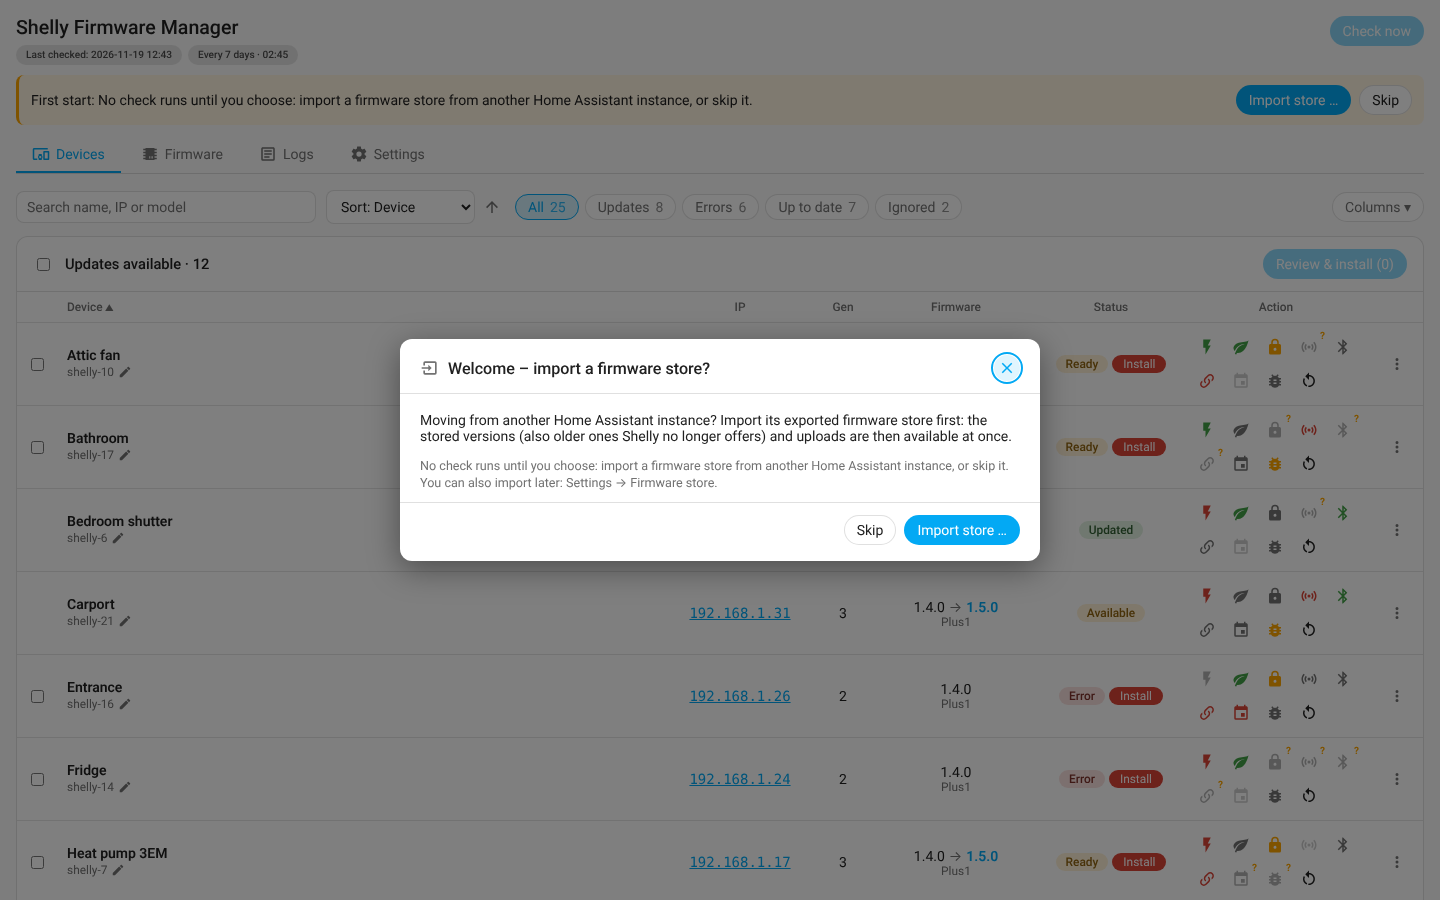 Shelly Firmware Manager
Check now
Last checked: 2026-11-19 12:43
Every 7 days · 02:45
First start: No check runs until you choose: import a firmware store from another Home Assistant instance, or skip it.
Import store ...
Skip
Devices
Firmware
Logs
Settings
Search name, IP or model
Sort: Device
All 25
Updates 8
Errors 6
Up to date 7
Ignored 2
Columns ▾
Updates available · 12
Review & install (0)
Device ▲
IP
Gen
Firmware
Status
Action
Attic fan
shelly-10
Ready
Install
?
Bathroom
shelly-17
Ready
Install
?
?
?
Bedroom shutter
shelly-6
Updated
?
Welcome – import a firmware store?
Moving from another Home Assistant instance? Import its exported firmware store first: the
stored versions (also older ones Shelly no longer offers) and uploads are then available at once.
No check runs until you choose: import a firmware store from another Home Assistant instance, or skip it.
You can also import later: Settings → Firmware store.
Skip
Import store ...
Carport
shelly-21
192.168.1.31
3
1.4.0 → 1.5.0
Plus1
Available
Entrance
shelly-16
192.168.1.26
2
1.4.0
Plus1
Error
Install
Fridge
shelly-14
192.168.1.24
2
1.4.0
Plus1
Error
Install
?
?
?
?
Heat pump 3EM
shelly-7
192.168.1.17
3
1.4.0 → 1.5.0
Plus1
Ready
Install
?
?